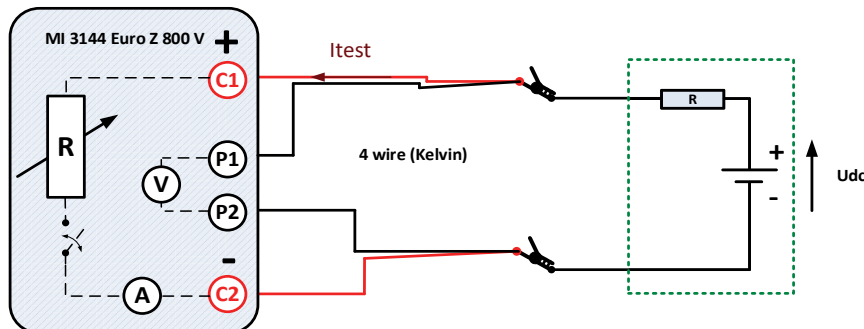 MI 3144 Euro Z 800 V
+
Itest
C1
R
R
P1
4 wire (Kelvin)
+
V
Udc
P2
-
-
A
C2